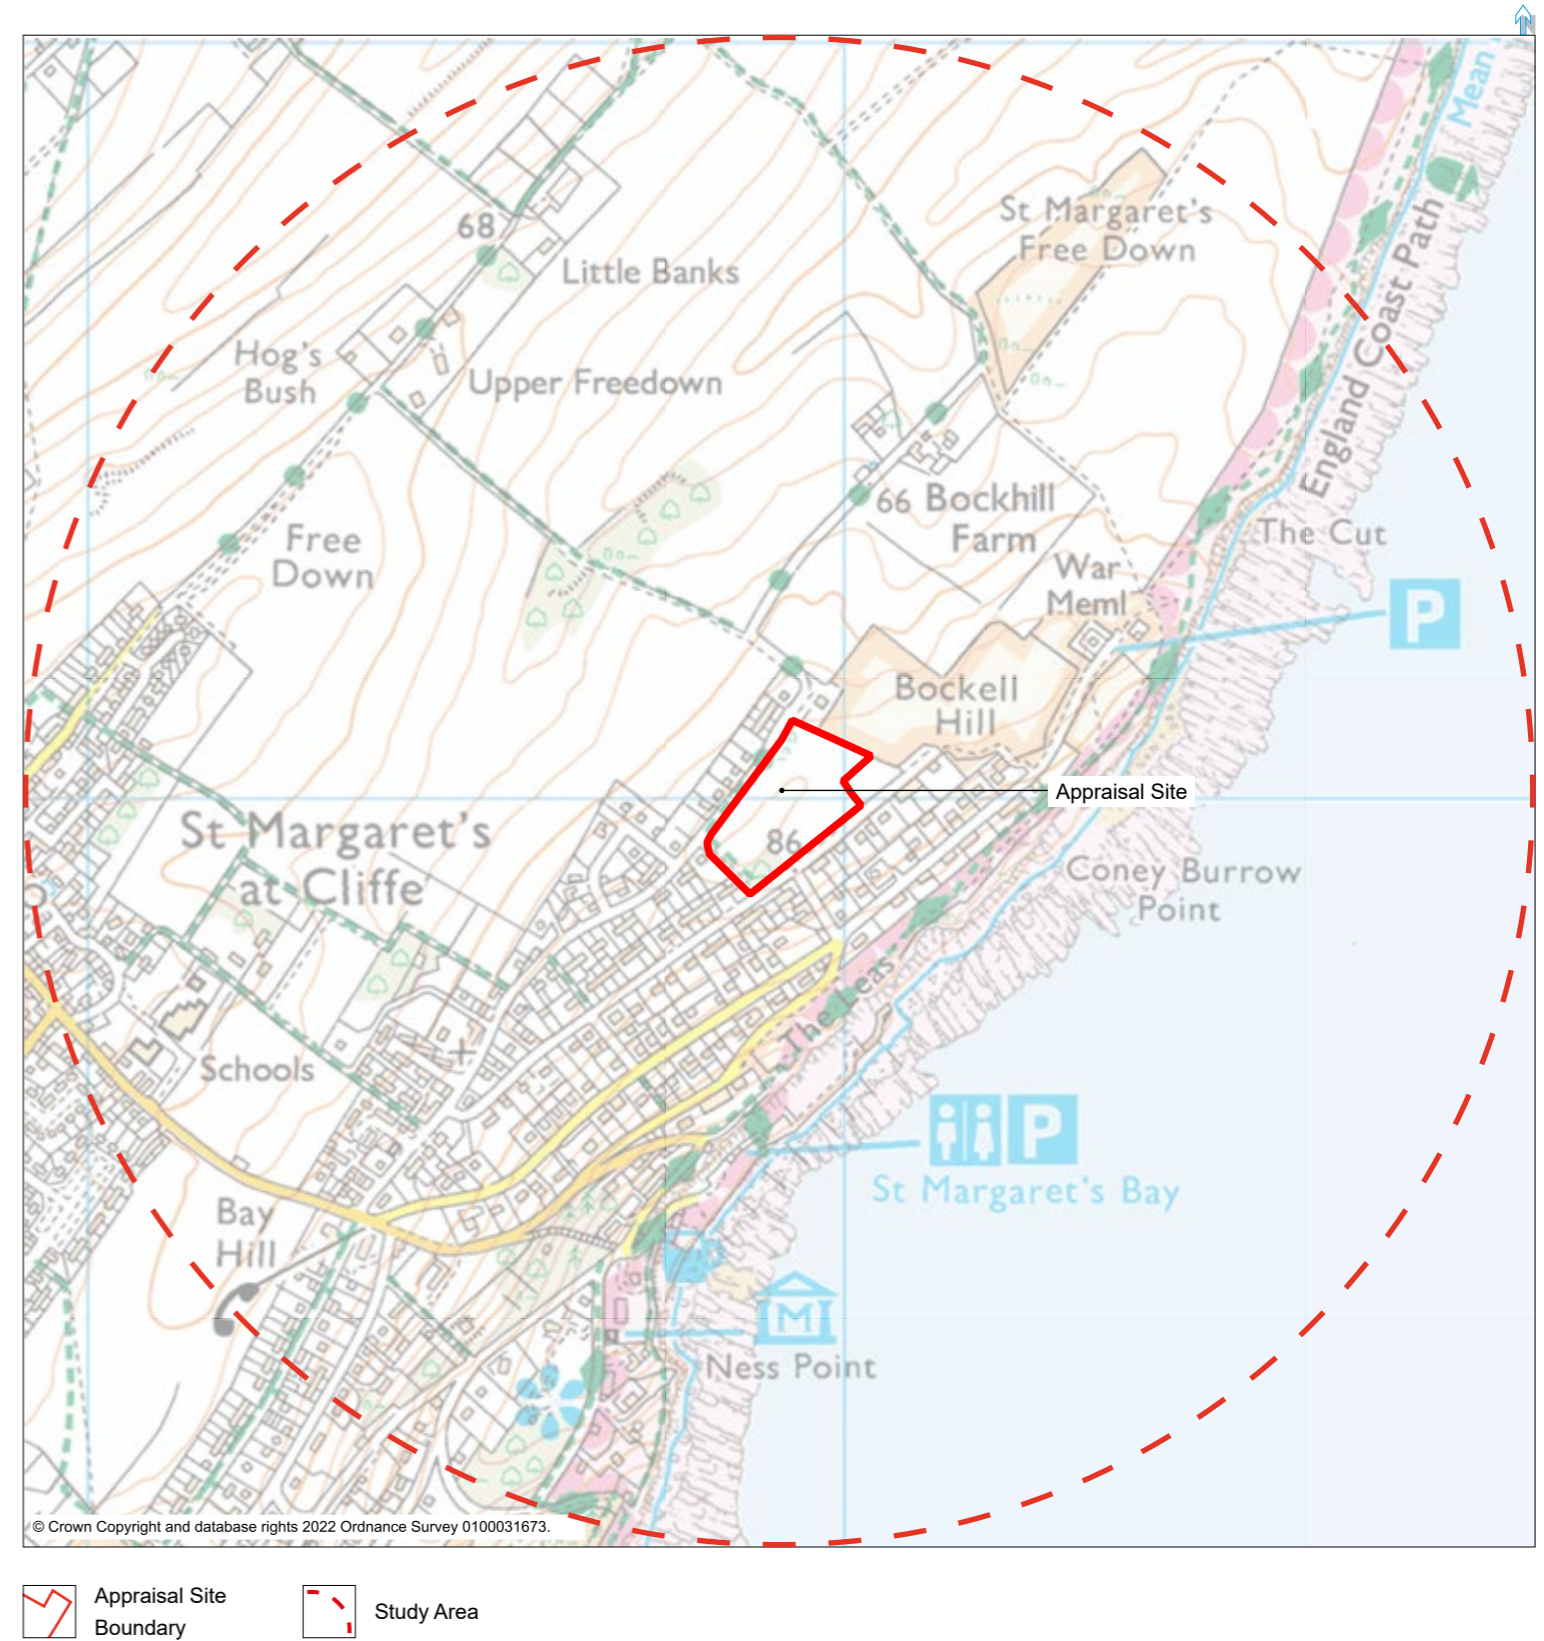 Mean
St Margaret's
Free Down
68
Little Banks
England Coast Path
Hog's
Bush
Upper Freedown
66 Bockhill
Farm
The Cut
Free
Down
War
Meml
P
Bockell
Hill
Appraisal Site
St Margaret's
at Cliffe
86
Coney Burrow
Point
The Leas
Schools
P
St Margaret's Bay
Bay
Hill
M
Ness Point
© Crown Copyright and database rights 2022 Ordnance Survey 0100031673.
Appraisal Site
Boundary
Study Area